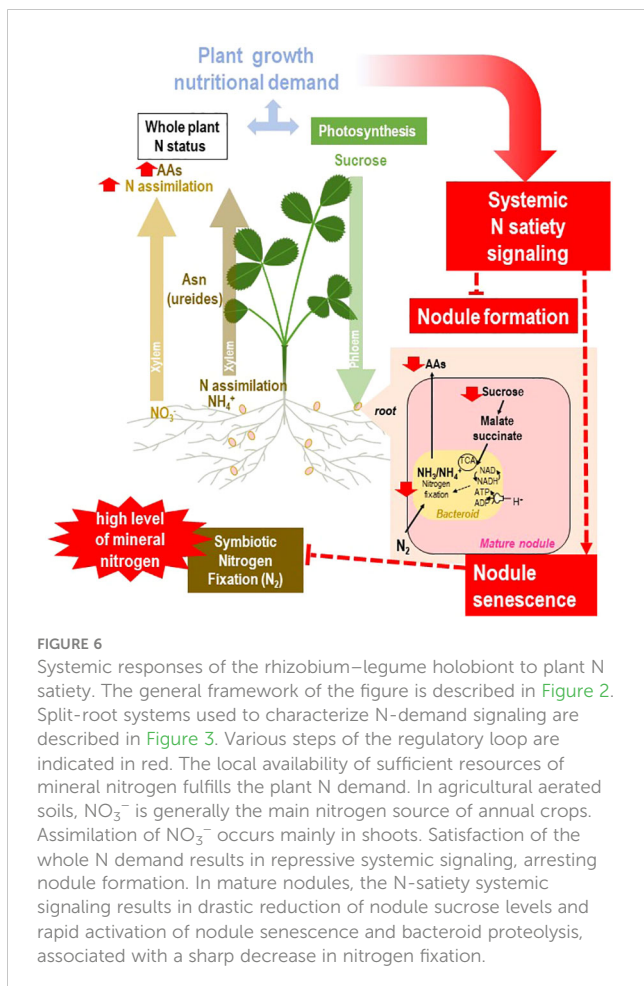 Plant growth
nutritional demand
Whole plant
N status
Photosynthesis
AAs
N assimilation
Sucrose
Systemic
N satiety
signaling
Nodule formation
Asn
(ureides)
Xylem
Xylem
Phloem
N assimilation
NH₄⁺
NO₃⁻
root
AAs
Sucrose
Malate
succinate
TCA
NH₃/NH₄⁺
Nitrogen
fixation
NAD
NADH
ATP
ADP
H⁺
Bacteroid
N₂
Mature nodule
high level
of mineral
nitrogen
Symbiotic
Nitrogen
Fixation (N₂)
Nodule
senescence
FIGURE 6
Systemic responses of the rhizobium–legume holobiont to plant N
satiety. The general framework of the figure is described in Figure 2.
Split-root systems used to characterize N-demand signaling are
described in Figure 3. Various steps of the regulatory loop are
indicated in red. The local availability of sufficient resources of
mineral nitrogen fulfills the plant N demand. In agricultural aerated
soils, NO₃⁻ is generally the main nitrogen source of annual crops.
Assimilation of NO₃⁻ occurs mainly in shoots. Satisfaction of the
whole N demand results in repressive systemic signaling, arresting
nodule formation. In mature nodules, the N-satiety systemic
signaling results in drastic reduction of nodule sucrose levels and
rapid activation of nodule senescence and bacteroid proteolysis,
associated with a sharp decrease in nitrogen fixation.